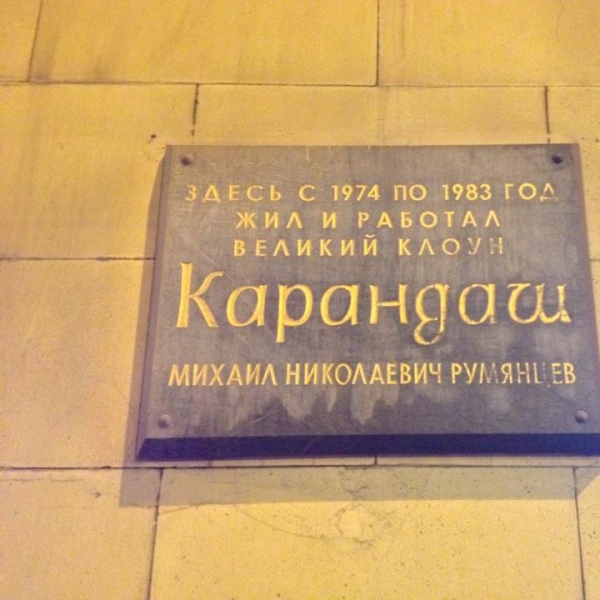 ЗДЕСЬ С 1974 ПО 1983 ГОД
ЖИЛ И РАБОТАЛ
ВЕЛИКИЙ КЛОУН
Карандаш
МИХАИЛ НИКОЛАЕВИЧ РУМЯНЦЕВ